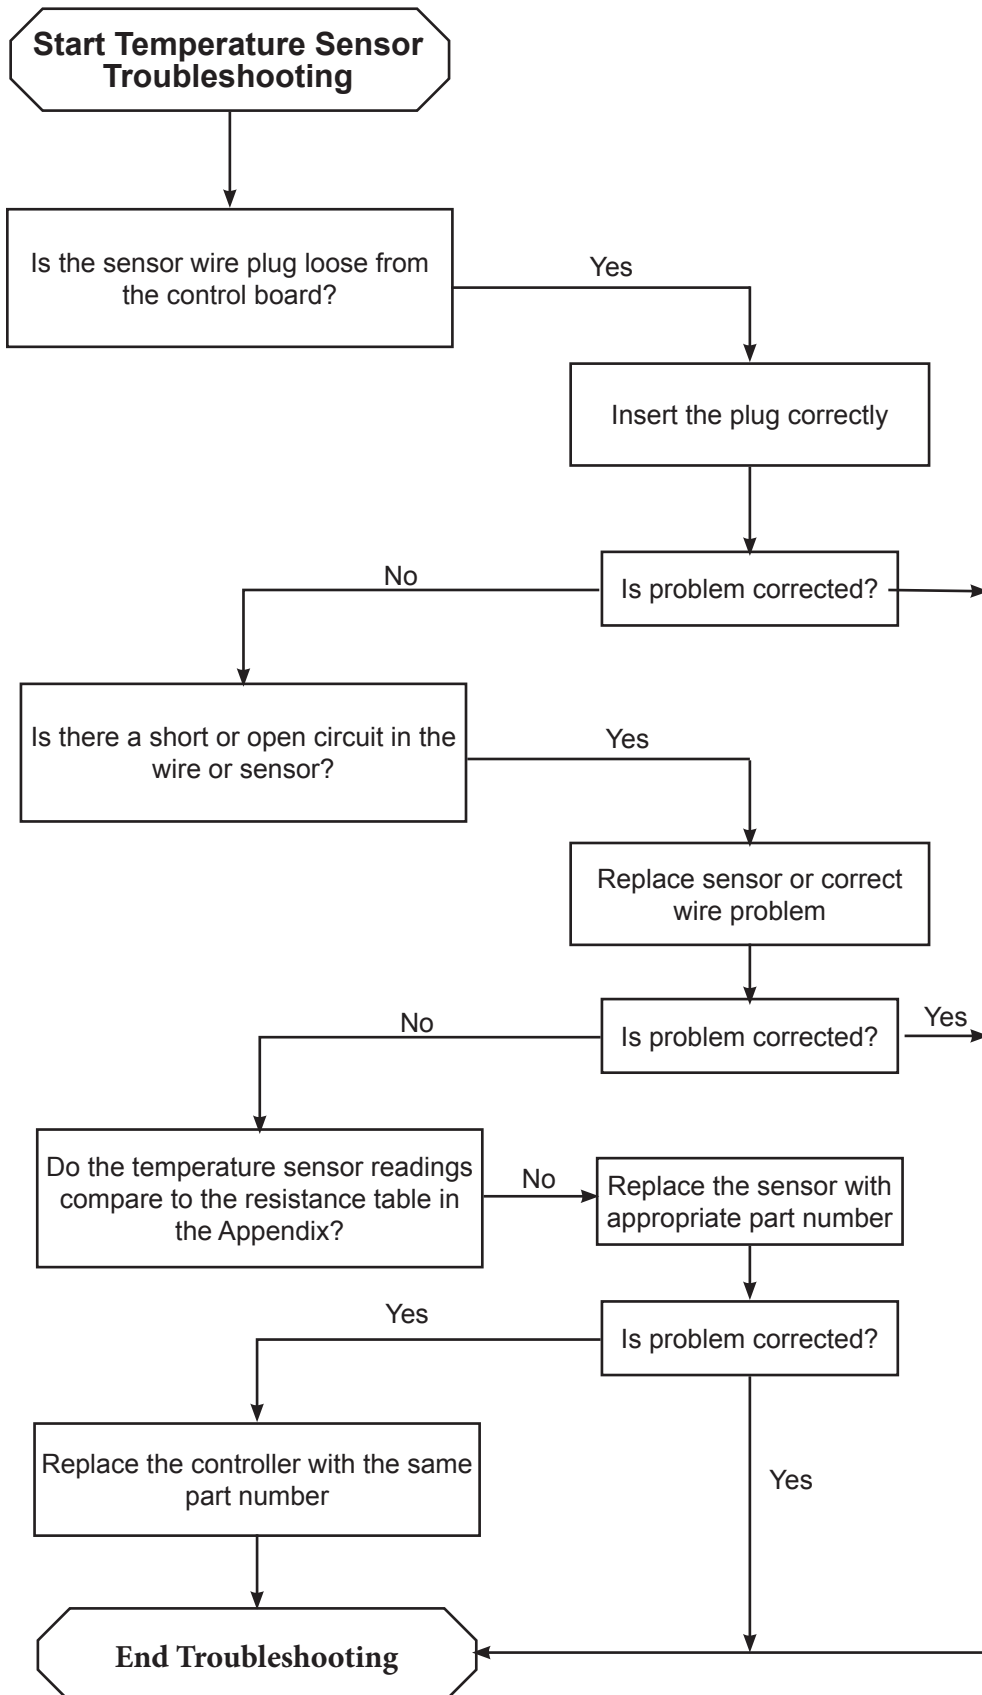 Start Temperature Sensor
Troubleshooting
Is the sensor wire plug loose from
the control board?
Yes
Insert the plug correctly
Is problem corrected?
No
Is there a short or open circuit in the
wire or sensor?
Yes
Replace sensor or correct
wire problem
Is problem corrected?
Yes
No
Do the temperature sensor readings
compare to the resistance table in
the Appendix?
No
Replace the sensor with
appropriate part number
Is problem corrected?
Yes
Replace the controller with the same
part number
Yes
End Troubleshooting